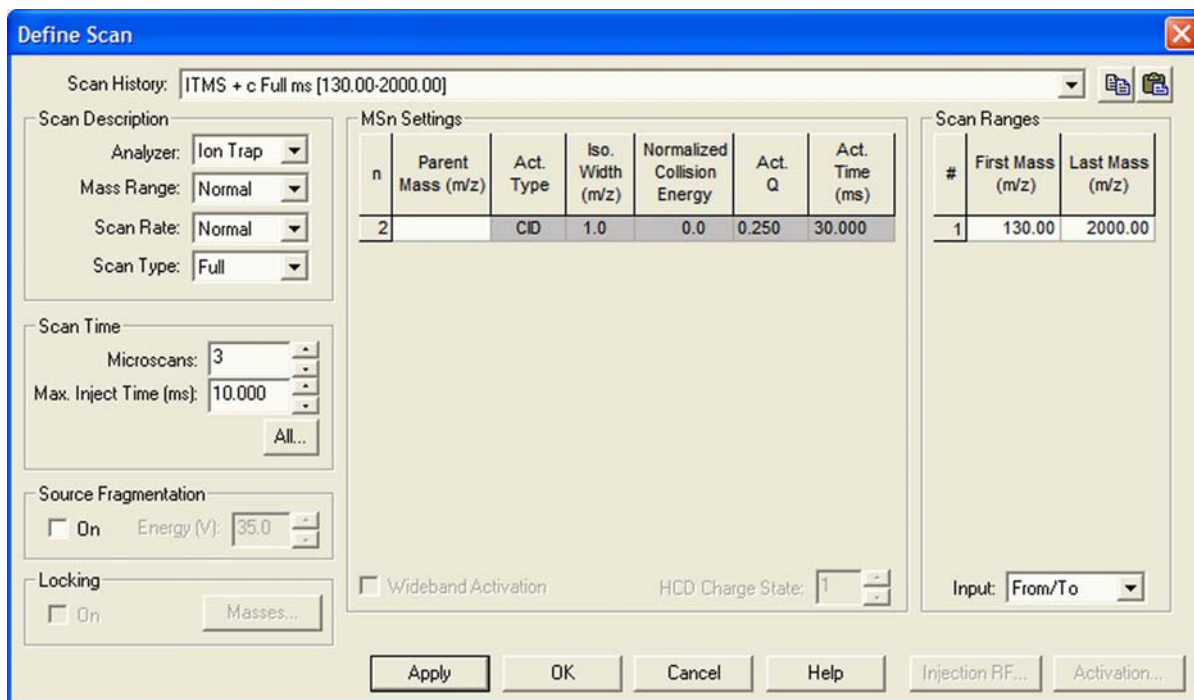 Define Scan
Scan History: ITMS + c Full ms [130.00-2000.00]
Scan Description
Analyzer: Ion Trap
Mass Range: Normal
Scan Rate: Normal
Scan Type: Full
Scan Time
Microscans: 3
Max. Inject Time (ms): 10.000
All...
Source Fragmentation
On Energy (V): 35.0
Locking
On Masses...
MSn Settings
n Parent Mass (m/z) Act. Type Iso. Width (m/z) Normalized Collision Energy Act. Q Act. Time (ms)
2 CID 1.0 0.0 0.250 30.000
Wideband Activation HCD Charge State: 1
Scan Ranges
# First Mass (m/z) Last Mass (m/z)
1 130.00 2000.00
Input: From/To
Apply OK Cancel Help Injection RF... Activation...